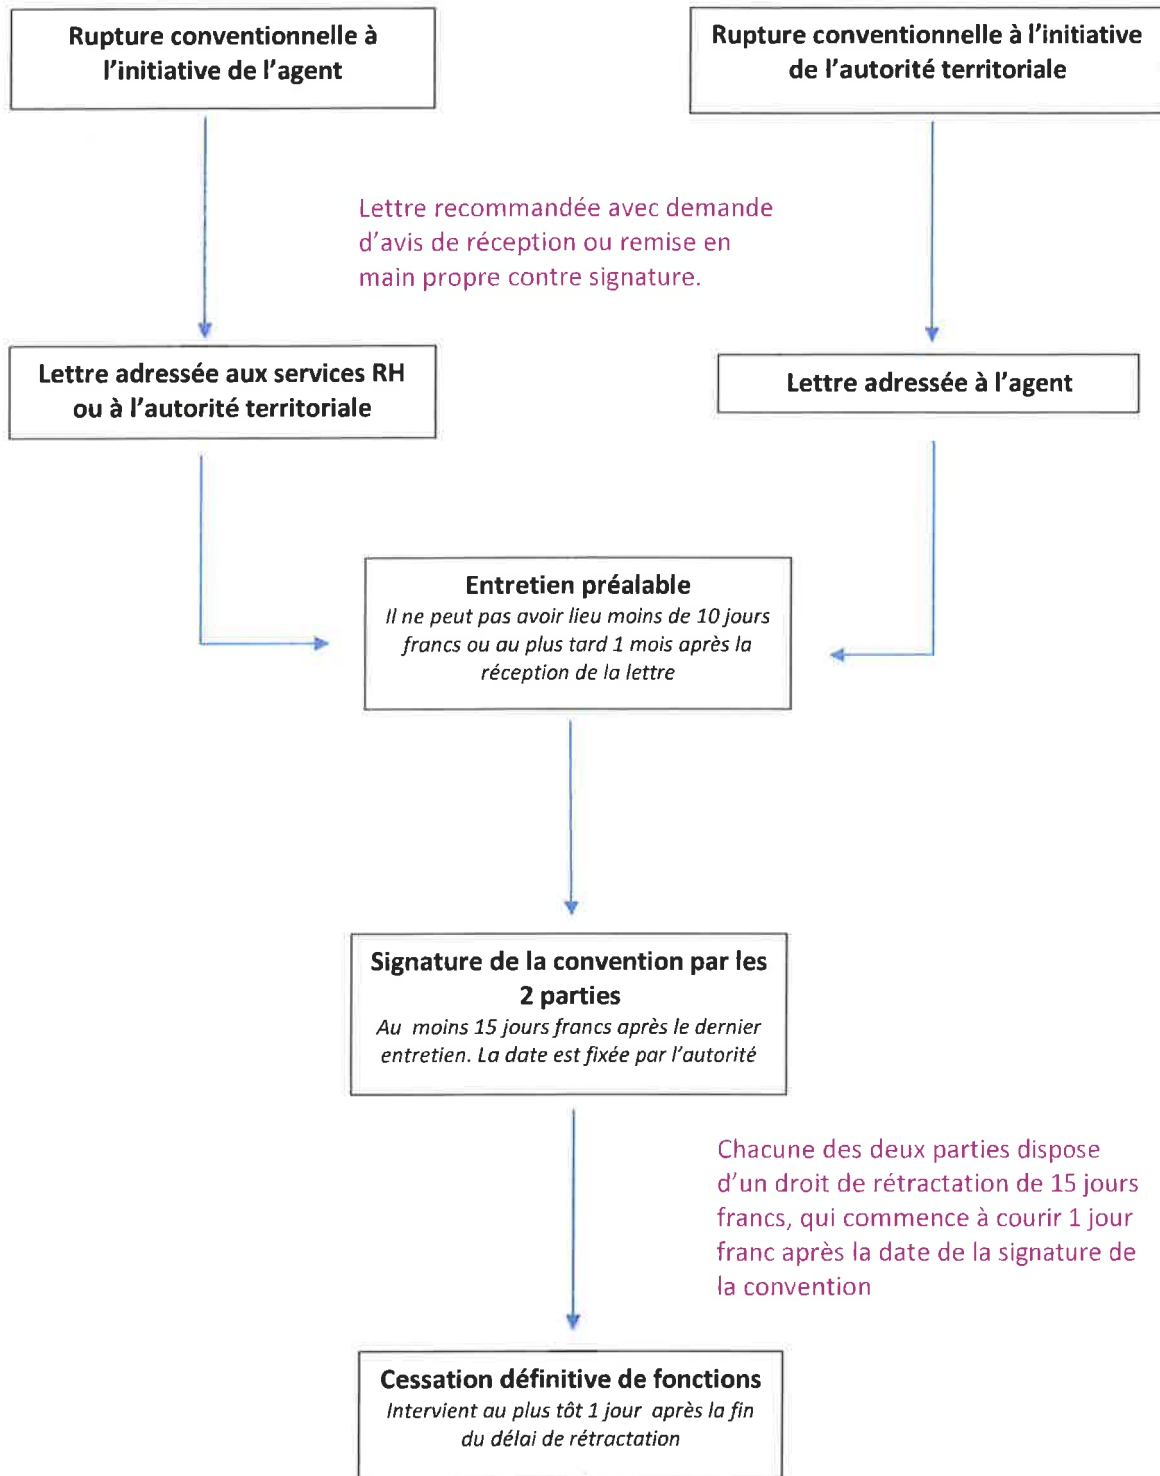 Rupture conventionnelle à
l'initiative de l'agent
Rupture conventionnelle à l'initiative
de l'autorité territoriale
Lettre recommandée avec demande
d'avis de réception ou remise en
main propre contre signature.
Lettre adressée aux services RH
ou à l'autorité territoriale
Lettre adressée à l'agent
Entretien préalable
Il ne peut pas avoir lieu moins de 10 jours
francs ou au plus tard 1 mois après la
réception de la lettre
Signature de la convention par les
2 parties
Au moins 15 jours francs après le dernier
entretien. La date est fixée par l'autorité
Chacune des deux parties dispose
d'un droit de rétractation de 15 jours
francs, qui commence à courir 1 jour
franc après la date de la signature de
la convention
Cessation définitive de fonctions
Intervient au plus tôt 1 jour après la fin
du délai de rétractation